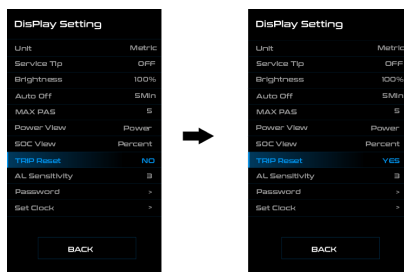 DisPlay Setting
Unit Metric
Service Tip OFF
Brightness 100%
Auto Off 5Min
MAX PAS 5
Power View Power
SOC View Percent
TRIP Reset NO
AL Sensitivity 3
Password >
Set Clock >
BACK
DisPlay Setting
Unit Metric
Service Tip OFF
Brightness 100%
Auto Off 5Min
MAX PAS 5
Power View Power
SOC View Percent
TRIP Reset YES
AL Sensitivity 3
Password >
Set Clock >
BACK